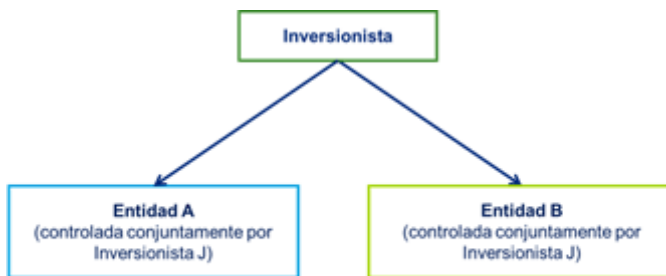 Inversionista
Entidad A
(controlada conjuntamente por
Inversionista J)
Entidad B
(controlada conjuntamente por
Inversionista J)